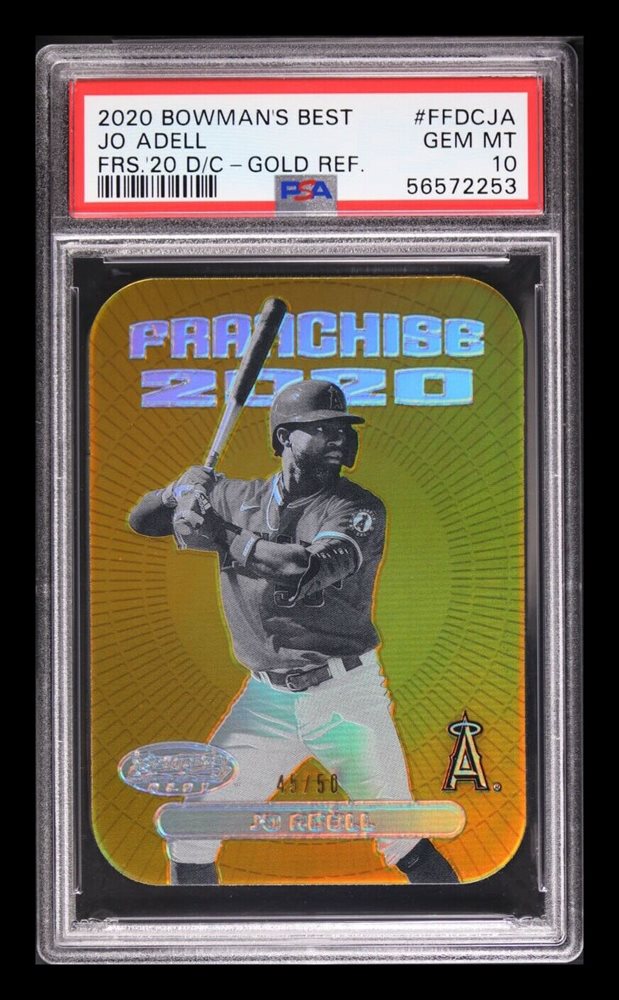 2020 BOWMAN'S BEST #FFDCJA
JO ADELL GEM MT
FRS.'20 D/C - GOLD REF. 10
PSA 56572253
FRANCHISE
2020
A
45/50
JO ADELL